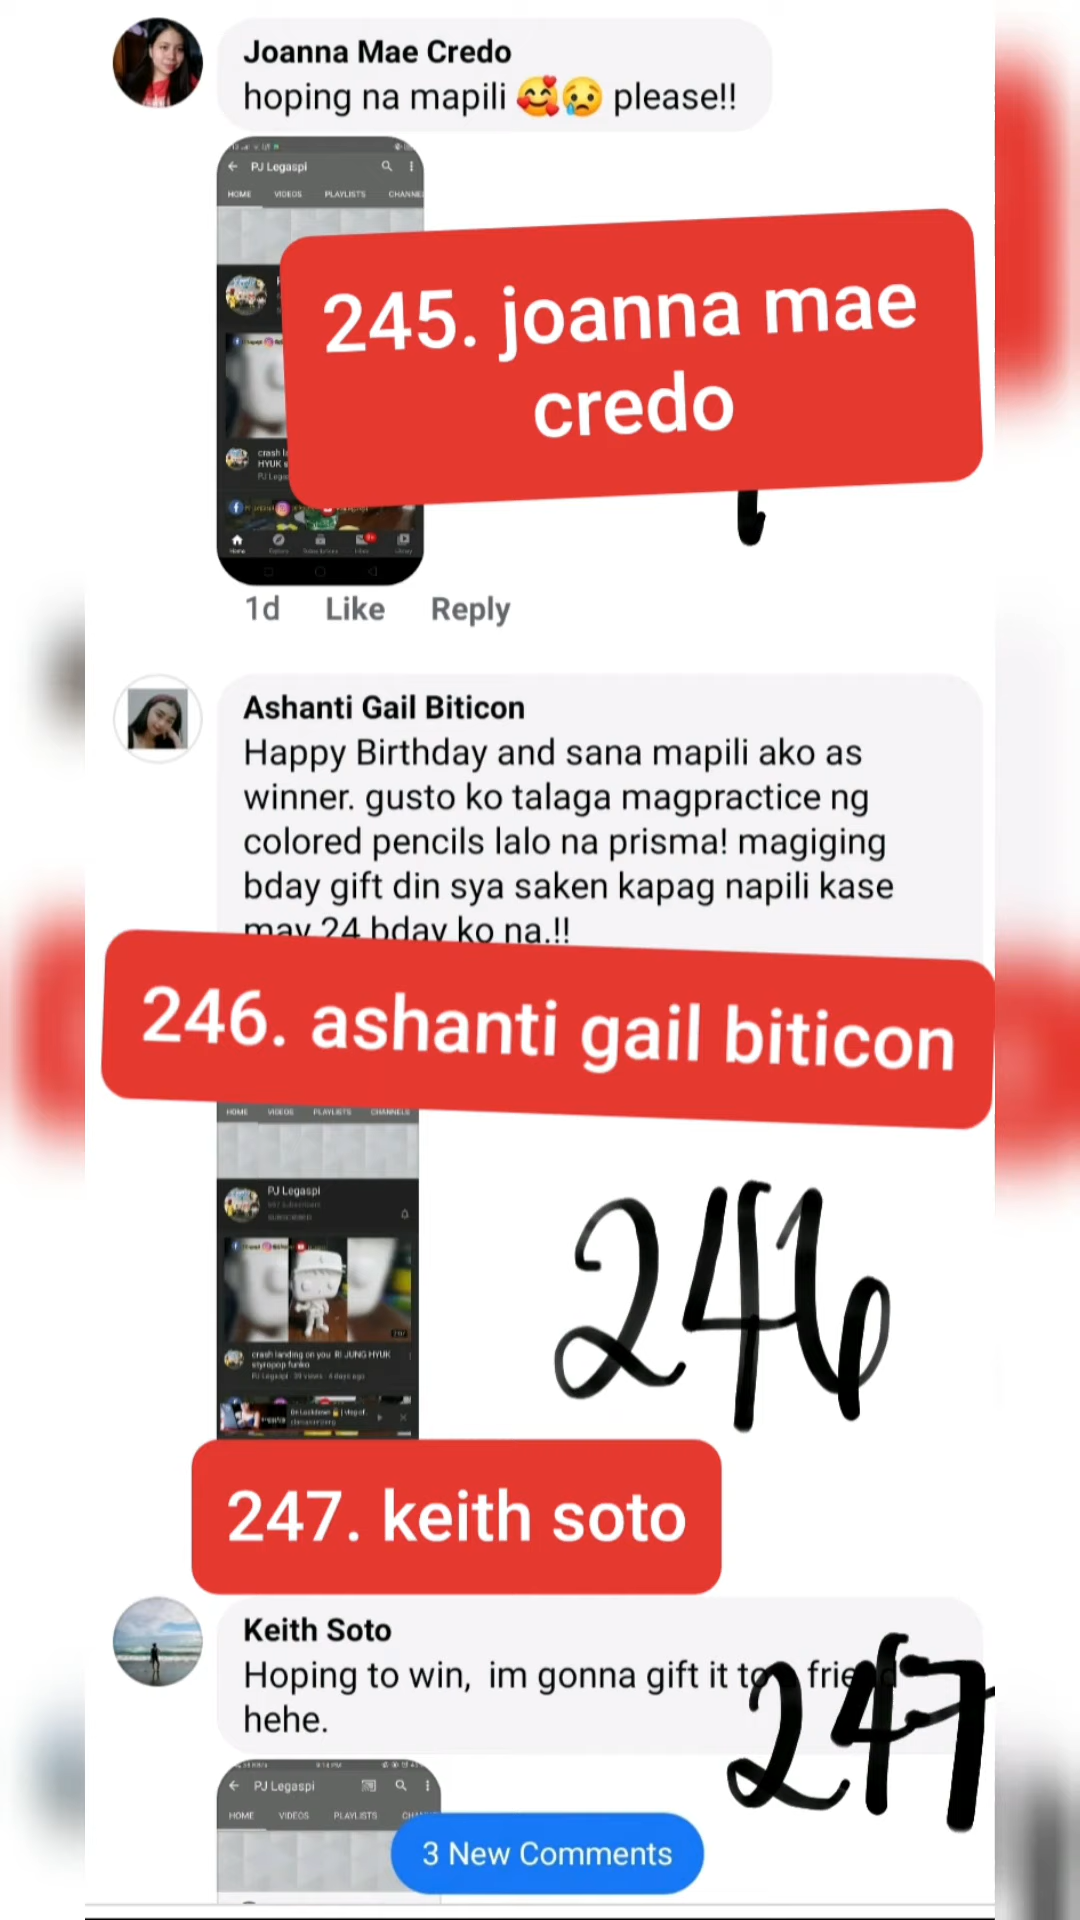 Joanna Mae Credo
hoping na mapili 🥰😢 please!!
PJ Legaspi
HOME VIDEOS PLAYLISTS
245. joanna mae
credo
crash
HYUK
1d Like Reply
Ashanti Gail Biticon
Happy Birthday and sana mapili ako as
winner. gusto ko talaga magpractice ng
colored pencils lalo na prisma! magiging
bday gift din sya saken kapag napili kase
may 24 bday ko na.!!
246. ashanti gail biticon
HOME VIDEOS PLAYLISTS CHANNELS
PJ Legaspi
246
crash landing on you RI JUNG HYUK
styropop funko
PJ Legaspi · 39 views · 4 days ago
247. keith soto
Keith Soto
Hoping to win, im gonna gift it to a friend
hehe.
247
PJ Legaspi
HOME VIDEOS PLAYLISTS
3 New Comments